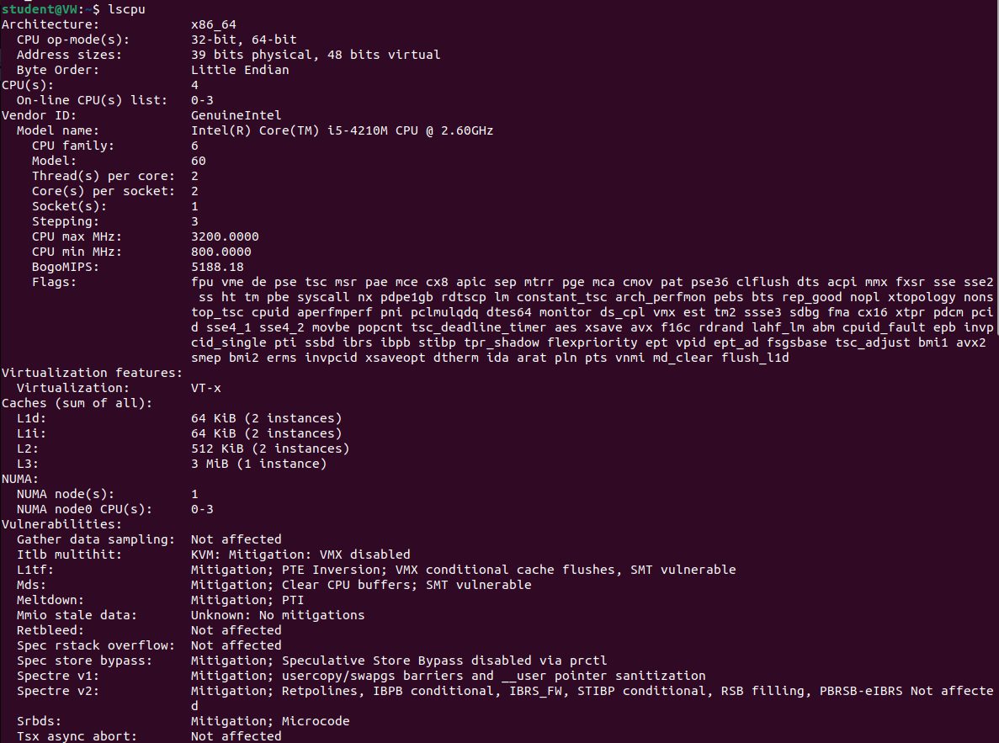 student@VW:~$ lscpu
Architecture:            x86_64
  CPU op-mode(s):        32-bit, 64-bit
  Address sizes:         39 bits physical, 48 bits virtual
  Byte Order:            Little Endian
CPU(s):                  4
  On-line CPU(s) list:   0-3
Vendor ID:               GenuineIntel
  Model name:            Intel(R) Core(TM) i5-4210M CPU @ 2.60GHz
    CPU family:          6
    Model:               60
    Thread(s) per core:  2
    Core(s) per socket:  2
    Socket(s):           1
    Stepping:            3
    CPU max MHz:         3200.0000
    CPU min MHz:         800.0000
    BogoMIPS:            5188.18
    Flags:               fpu vme de pse tsc msr pae mce cx8 apic sep mtrr pge mca cmov pat pse36 clflush dts acpi mmx fxsr sse sse2
                          ss ht tm pbe syscall nx pdpe1gb rdtscp lm constant_tsc arch_perfmon pebs bts rep_good nopl xtopology nons
                         top_tsc cpuid aperfmperf pni pclmulqdq dtes64 monitor ds_cpl vmx est tm2 ssse3 sdbg fma cx16 xtpr pdcm pci
                         d sse4_1 sse4_2 movbe popcnt tsc_deadline_timer aes xsave avx f16c rdrand lahf_lm abm cpuid_fault epb invp
                         cid_single pti ssbd ibrs ibpb stibp tpr_shadow flexpriority ept vpid ept_ad fsgsbase tsc_adjust bmi1 avx2
                         smep bmi2 erms invpcid xsaveopt dtherm ida arat pln pts vnmi md_clear flush_l1d
Virtualization features:
  Virtualization:        VT-x
Caches (sum of all):
  L1d:                   64 KiB (2 instances)
  L1i:                   64 KiB (2 instances)
  L2:                    512 KiB (2 instances)
  L3:                    3 MiB (1 instance)
NUMA:
  NUMA node(s):          1
  NUMA node0 CPU(s):     0-3
Vulnerabilities:
  Gather data sampling:  Not affected
  Itlb multihit:         KVM: Mitigation: VMX disabled
  L1tf:                  Mitigation; PTE Inversion; VMX conditional cache flushes, SMT vulnerable
  Mds:                   Mitigation; Clear CPU buffers; SMT vulnerable
  Meltdown:              Mitigation; PTI
  Mmio stale data:       Unknown: No mitigations
  Retbleed:              Not affected
  Spec rstack overflow:  Not affected
  Spec store bypass:     Mitigation; Speculative Store Bypass disabled via prctl
  Spectre v1:            Mitigation; usercopy/swapgs barriers and __user pointer sanitization
  Spectre v2:            Mitigation; Retpolines, IBPB conditional, IBRS_FW, STIBP conditional, RSB filling, PBRSB-eIBRS Not affecte
                         d
  Srbds:                 Mitigation; Microcode
  Tsx async abort:       Not affected